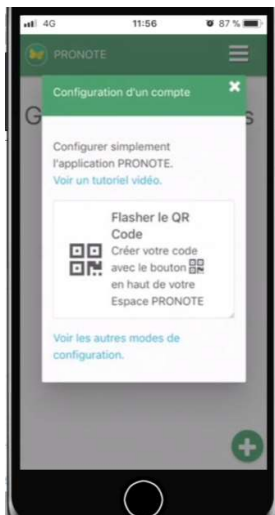 4G 11:56 87 %
PRONOTE
Configuration d'un compte ×
G s
Configurer simplement
l'application PRONOTE.
Voir un tutoriel vidéo.
Flasher le QR
Code
Créer votre code
avec le bouton
en haut de votre
Espace PRONOTE
Voir les autres modes de
configuration.